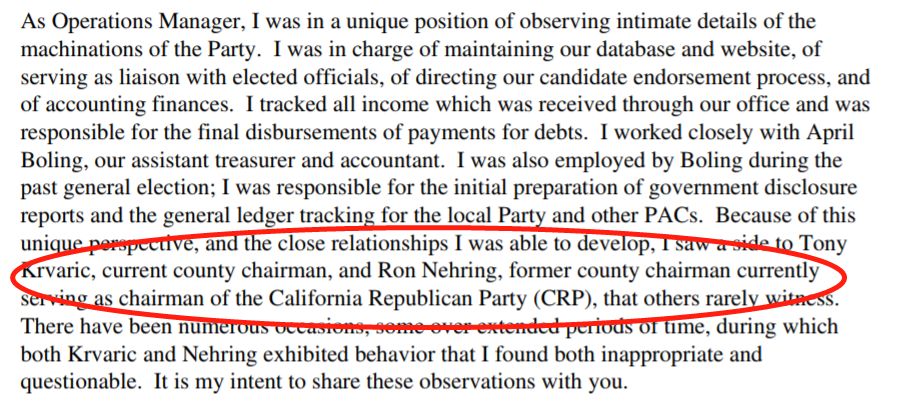 As Operations Manager, I was in a unique position of observing intimate details of the
machinations of the Party.  I was in charge of maintaining our database and website, of
serving as liaison with elected officials, of directing our candidate endorsement process, and
of accounting finances.  I tracked all income which was received through our office and was
responsible for the final disbursements of payments for debts.  I worked closely with April
Boling, our assistant treasurer and accountant.  I was also employed by Boling during the
past general election; I was responsible for the initial preparation of government disclosure
reports and the general ledger tracking for the local Party and other PACs.  Because of this
unique perspective, and the close relationships I was able to develop, I saw a side to Tony
Krvaric, current county chairman, and Ron Nehring, former county chairman currently
serving as chairman of the California Republican Party (CRP), that others rarely witness.
There have been numerous occasions, some over extended periods of time, during which
both Krvaric and Nehring exhibited behavior that I found both inappropriate and
questionable.  It is my intent to share these observations with you.